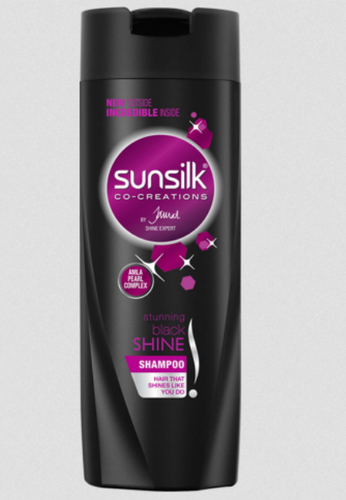 NEW OUTSIDE
INCREDIBLE INSIDE
sunsilk®
CO-CREATIONS
BY
SHINE EXPERT
AMLA
PEARL
COMPLEX
stunning
black
SHINE
SHAMPOO
HAIR THAT
SHINES LIKE
YOU DO